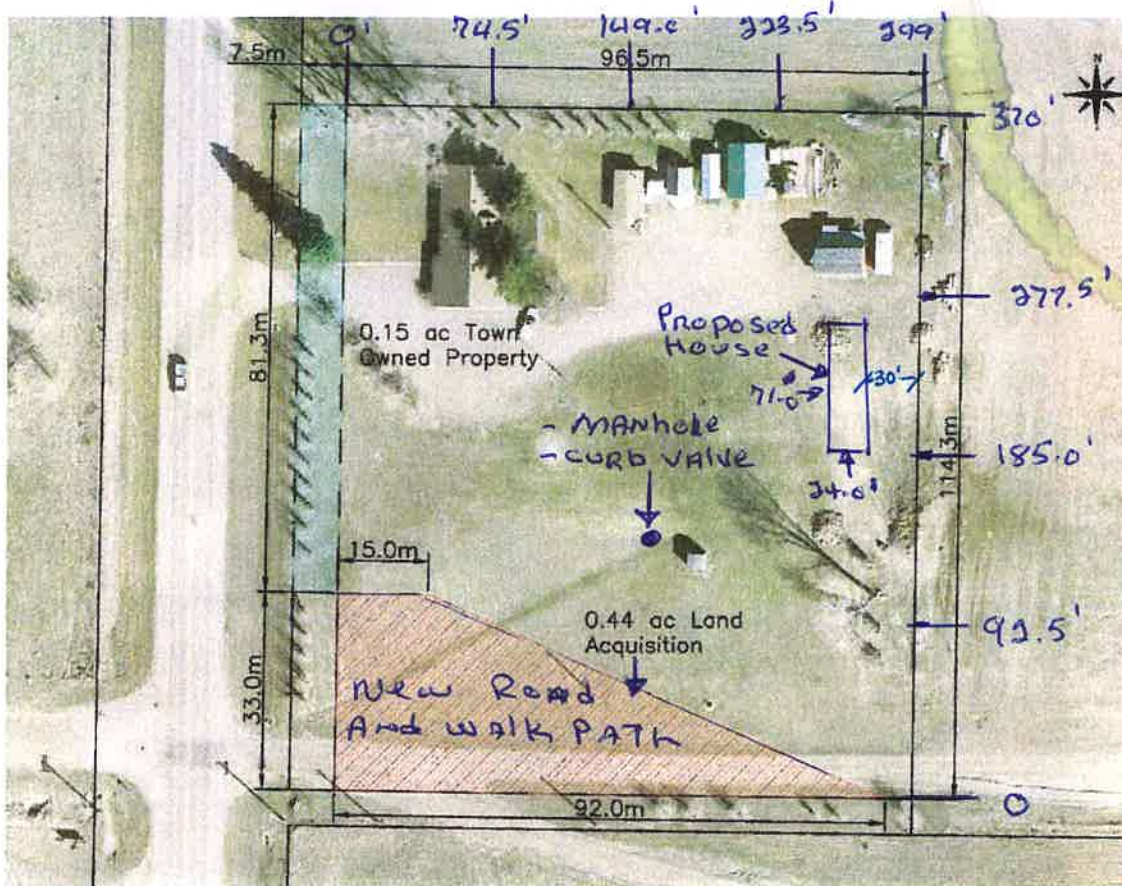 0' 74.5' 149.0' 223.5' 299'
7.5m 96.5m
N
370'
277.5'
Proposed
House
0.15 ac Town
Owned Property
30'
71.0'
81.3m
- MANhole
- CURB VALVE
185.0'
114.3m
24.0'
15.0m
0.44 ac Land
Acquisition
92.5'
New Road
And WALK PATH
33.0m
92.0m
0